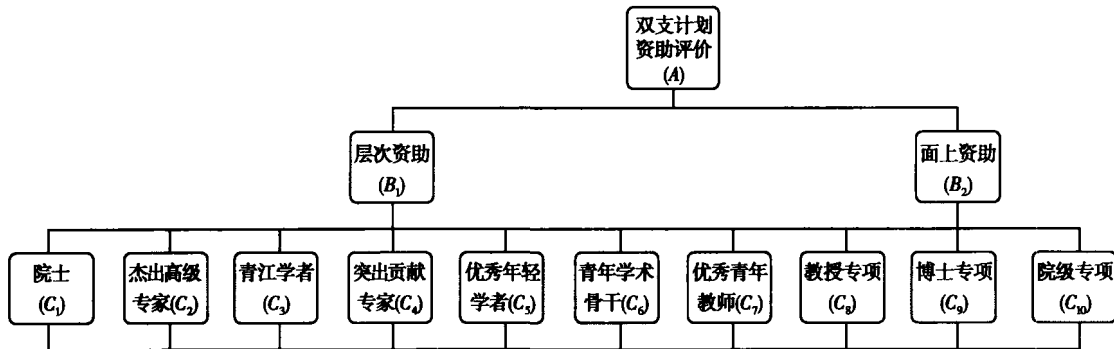 双支计划
资助评价
(A)
层次资助
(B₁)
面上资助
(B₂)
院士
(C₁)
杰出高级
专家(C₂)
青江学者
(C₃)
突出贡献
专家(C₄)
优秀年轻
学者(C₅)
青年学术
骨干(C₆)
优秀青年
教师(C₇)
教授专项
(C₈)
博士专项
(C₉)
院级专项
(C₁₀)